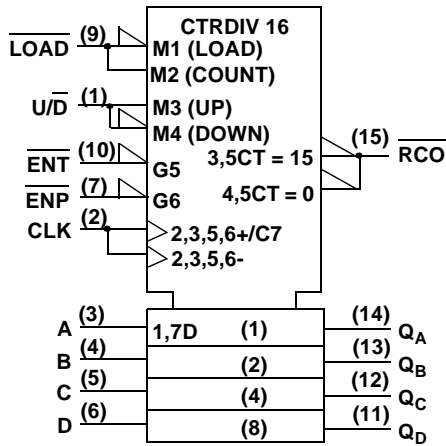 CTRDIV 16
LOAD (9) M1 (LOAD)
M2 (COUNT)
U/D (1) M3 (UP)
M4 (DOWN)
ENT (10) G5
3,5CT = 15 (15) RCO
ENP (7) G6
4,5CT = 0
CLK (2) 2,3,5,6+/C7
2,3,5,6-
A (3) 1,7D (1) (14) QA
B (4) (2) (13) QB
C (5) (4) (12) QC
D (6) (8) (11) QD